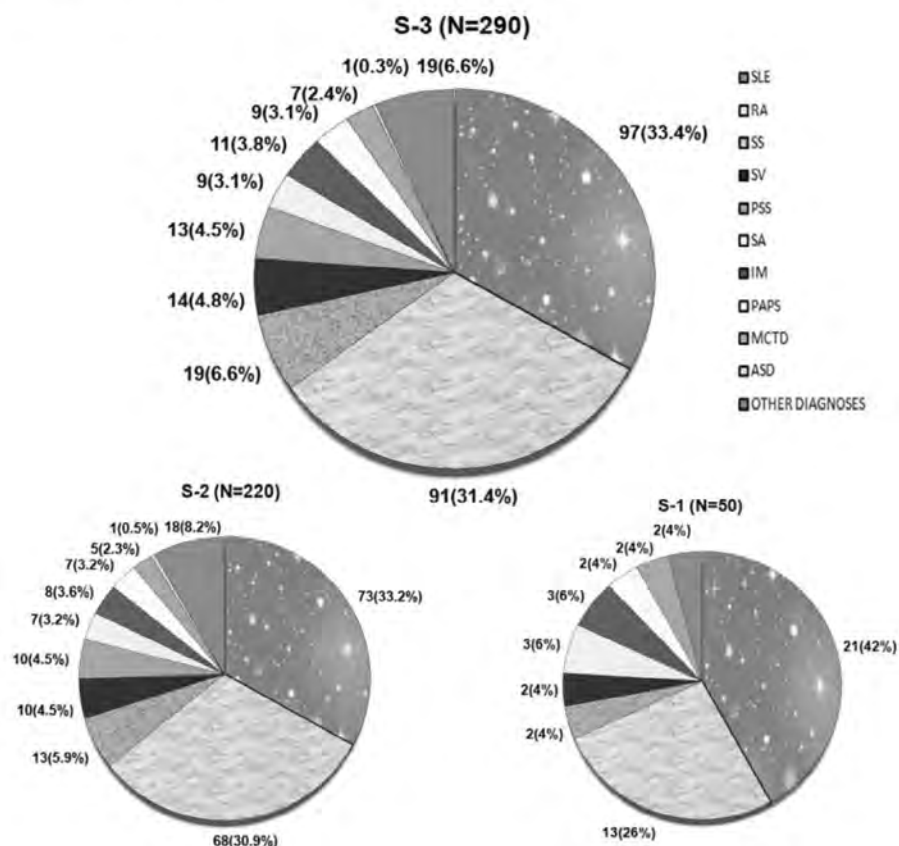 S-3 (N=290)
1(0.3%)
19(6.6%)
7(2.4%)
9(3.1%)
11(3.8%)
9(3.1%)
13(4.5%)
14(4.8%)
19(6.6%)
91(31.4%)
97(33.4%)
SLE
RA
SS
SV
PSS
SA
IM
PAPS
MCTD
ASD
OTHER DIAGNOSES
S-2 (N=220)
1(0.5%)
18(8.2%)
5(2.3%)
7(3.2%)
8(3.6%)
7(3.2%)
10(4.5%)
10(4.5%)
13(5.9%)
68(30.9%)
73(33.2%)
S-1 (N=50)
2(4%)
2(4%)
2(4%)
3(6%)
3(6%)
2(4%)
2(4%)
13(26%)
21(42%)